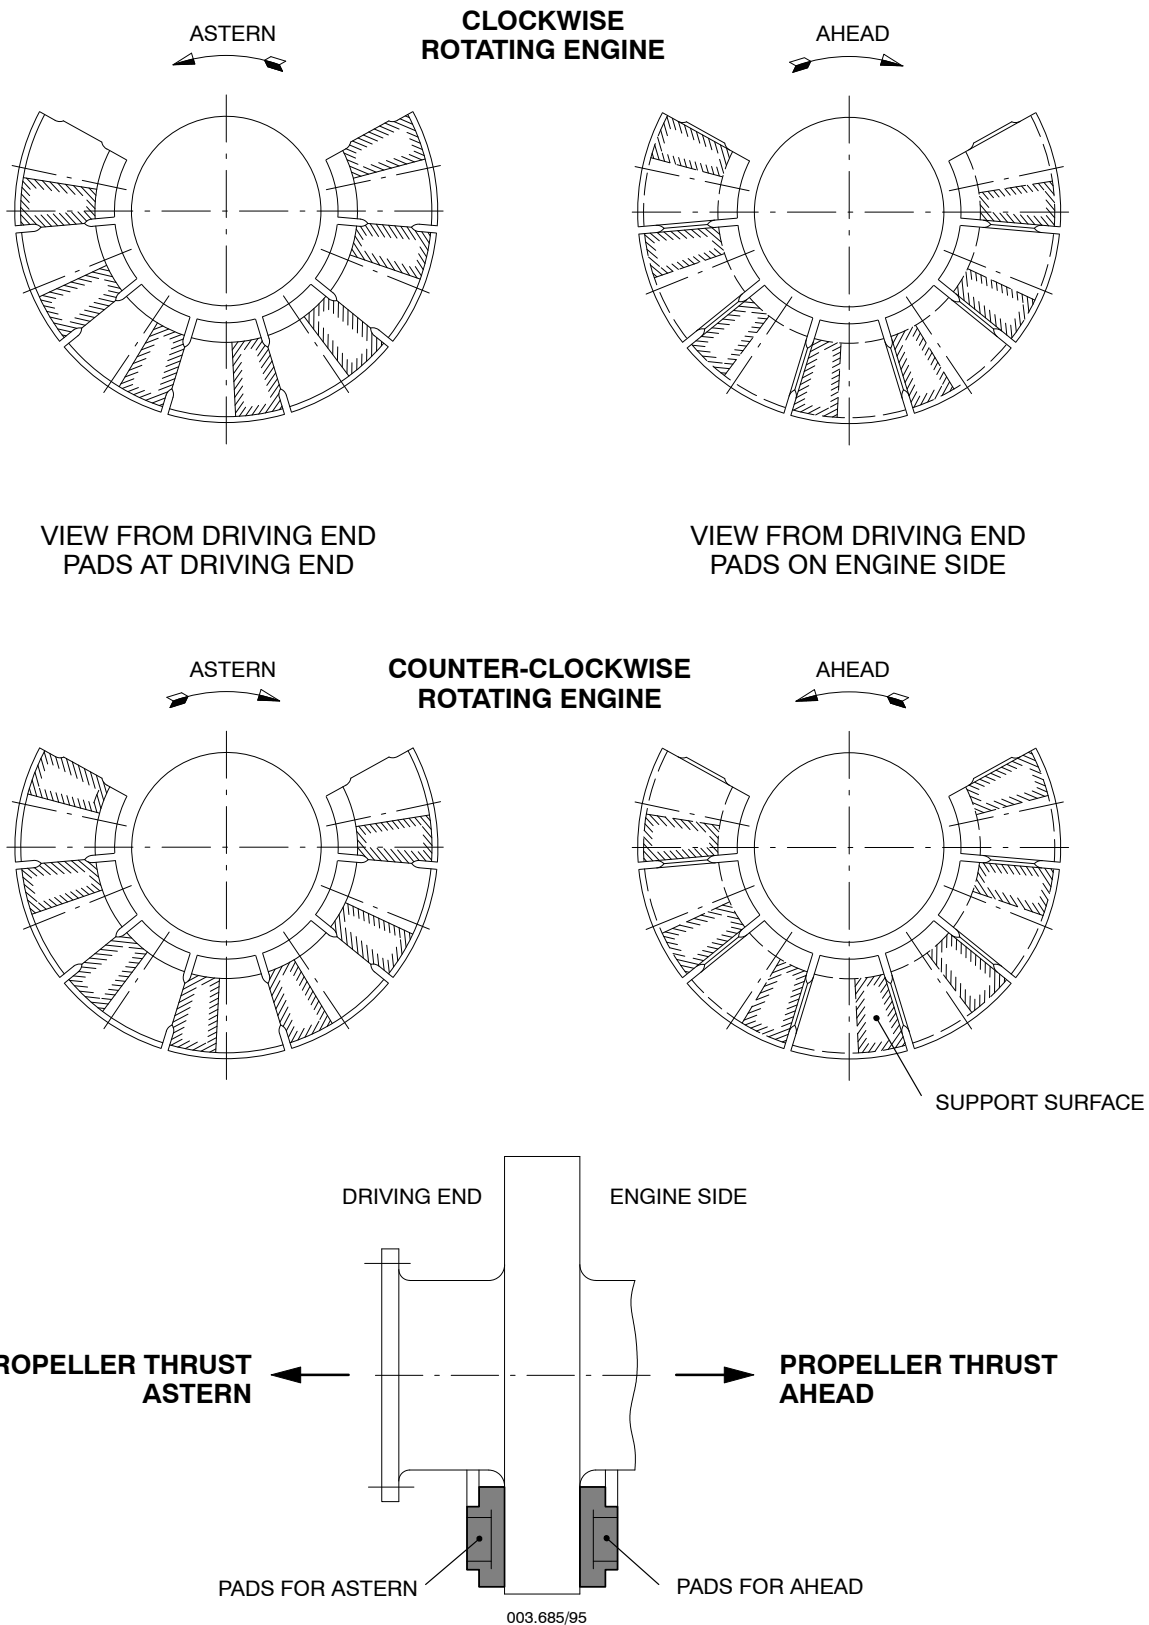 CLOCKWISE
ROTATING ENGINE
ASTERN
AHEAD
VIEW FROM DRIVING END
PADS AT DRIVING END
VIEW FROM DRIVING END
PADS ON ENGINE SIDE
COUNTER-CLOCKWISE
ROTATING ENGINE
ASTERN
AHEAD
SUPPORT SURFACE
DRIVING END
ENGINE SIDE
ROPELLER THRUST
ASTERN
PROPELLER THRUST
AHEAD
PADS FOR ASTERN
PADS FOR AHEAD
003.685/95